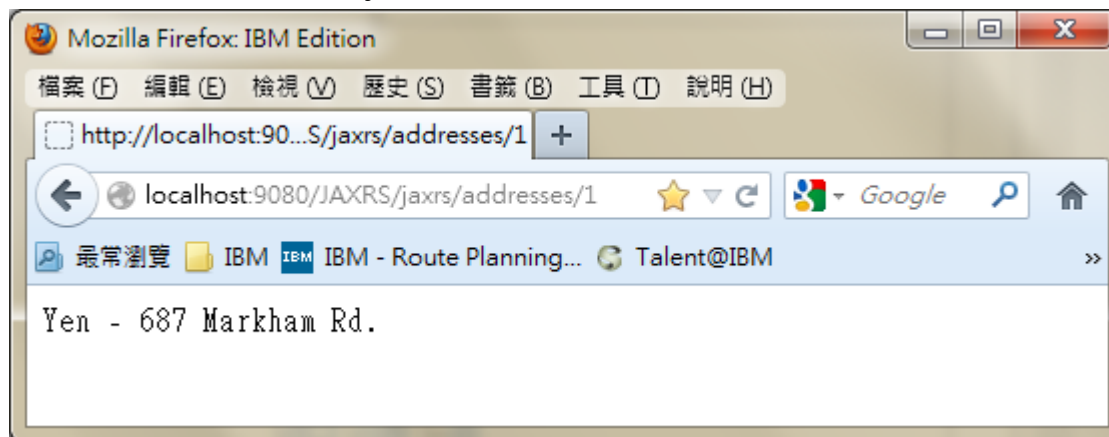 Mozilla Firefox: IBM Edition
檔案 (F) 編輯 (E) 檢視 (V) 歷史 (S) 書籤 (B) 工具 (T) 說明 (H)
http://localhost:90...S/jaxrs/addresses/1 +
localhost:9080/JAXRS/jaxrs/addresses/1 Google
最常瀏覽 IBM IBM IBM - Route Planning... Talent@IBM »
Yen - 687 Markham Rd.